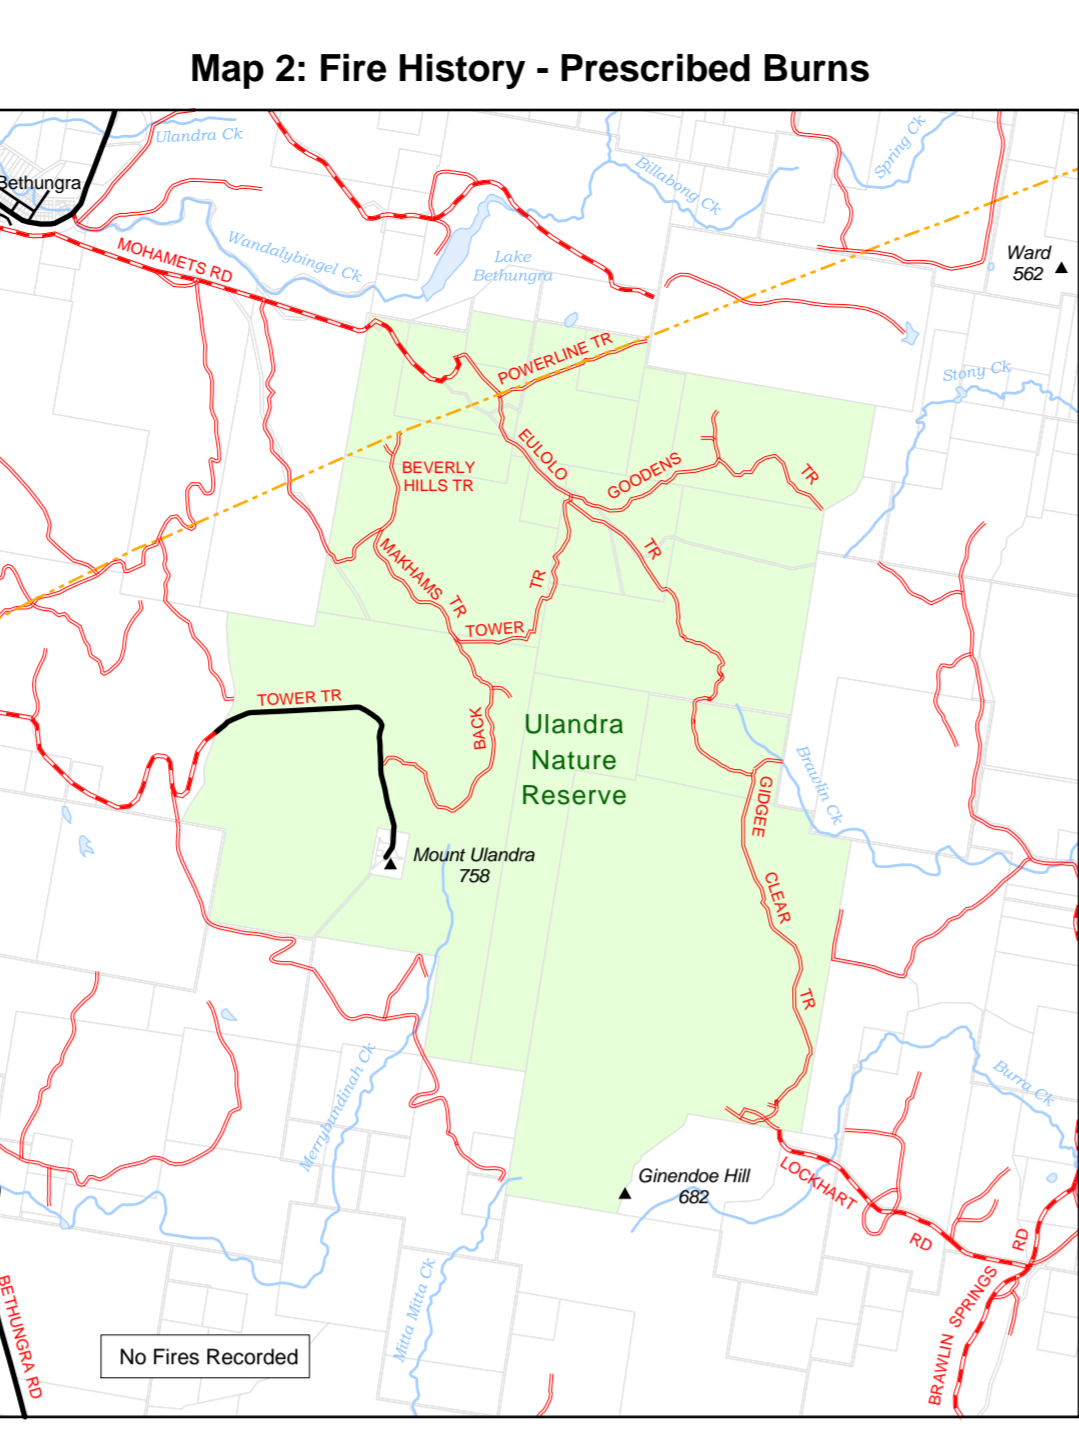 Map 2: Fire History - Prescribed Burns
Ulandra Ck
Spring Ck
Billabong Ck
Bethungra
MOHAMETS RD
Wandalybingel Ck
Lake
Bethungra
Ward
562
POWERLINE TR
Stony Ck
EULOLO
TR
BEVERLY
HILLS TR
GOODENS
TR
MAKHAMS
TR
TOWER
TR
TOWER TR
BACK
Ulandra
Nature
Reserve
Brawlin Ck
GIDGEE
CLEAR
TR
Mount Ulandra
758
Merrybundinah Ck
Burra Ck
Ginendoe Hill
682
LOCKHART
RD
BRAWLIN SPRINGS
RD
Mitta Mitta Ck
BETHUNGRA RD
No Fires Recorded